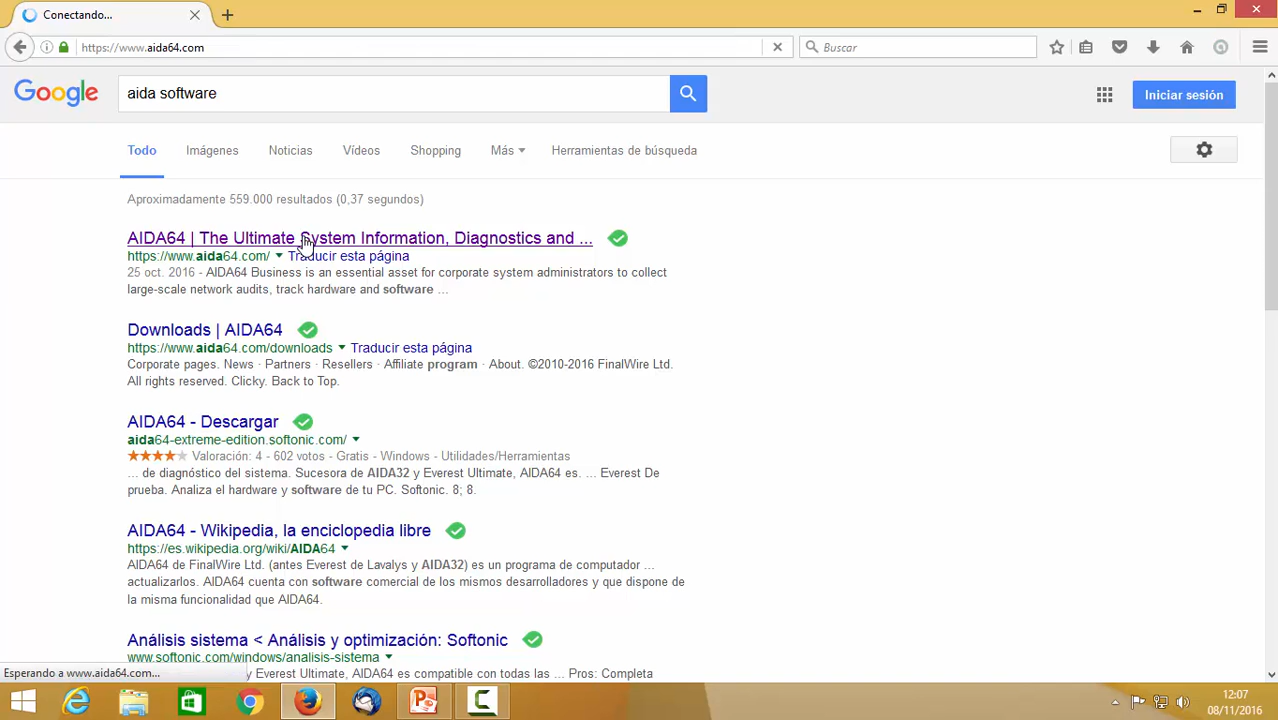 Conectando...
https://www.aida64.com
Buscar
Google
aida software
Iniciar sesión
Todo Imágenes Noticias Vídeos Shopping Más Herramientas de búsqueda
Aproximadamente 559.000 resultados (0,37 segundos)
AIDA64 | The Ultimate System Information, Diagnostics and ...
https://www.aida64.com/ Traducir esta página
25 oct. 2016 - AIDA64 Business is an essential asset for corporate system administrators to collect
large-scale network audits, track hardware and software ...
Downloads | AIDA64
https://www.aida64.com/downloads Traducir esta página
Corporate pages. News · Partners · Resellers · Affiliate program · About. ©2010-2016 FinalWire Ltd.
All rights reserved. Clicky. Back to Top.
AIDA64 - Descargar
aida64-extreme-edition.softonic.com/
Valoración: 4 - 602 votos - Gratis - Windows - Utilidades/Herramientas
... de diagnóstico del sistema. Sucesora de AIDA32 y Everest Ultimate, AIDA64 es. ... Everest De
prueba. Analiza el hardware y software de tu PC. Softonic. 8; 8.
AIDA64 - Wikipedia, la enciclopedia libre
https://es.wikipedia.org/wiki/AIDA64
AIDA64 de FinalWire Ltd. (antes Everest de Lavalys y AIDA32) es un programa de computador ...
actualizarlos. AIDA64 cuenta con software comercial de los mismos desarrolladores y que dispone de
la misma funcionalidad que AIDA64.
Análisis sistema < Análisis y optimización: Softonic
www.softonic.com/windows/analisis-sistema
Esperando a www.aida64.com...
y Everest Ultimate, AIDA64 es compatible con todas las ... Pros: Completa
12:07
08/11/2016